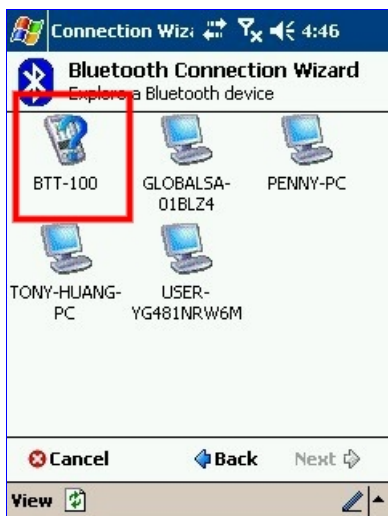 Connection Wiz: 4:46
Bluetooth Connection Wizard
Explore a Bluetooth device
BTT-100
GLOBALSA-
01BLZ4
PENNY-PC
TONY-HUANG-
PC
USER-
YG481NRW6M
Cancel Back Next
View